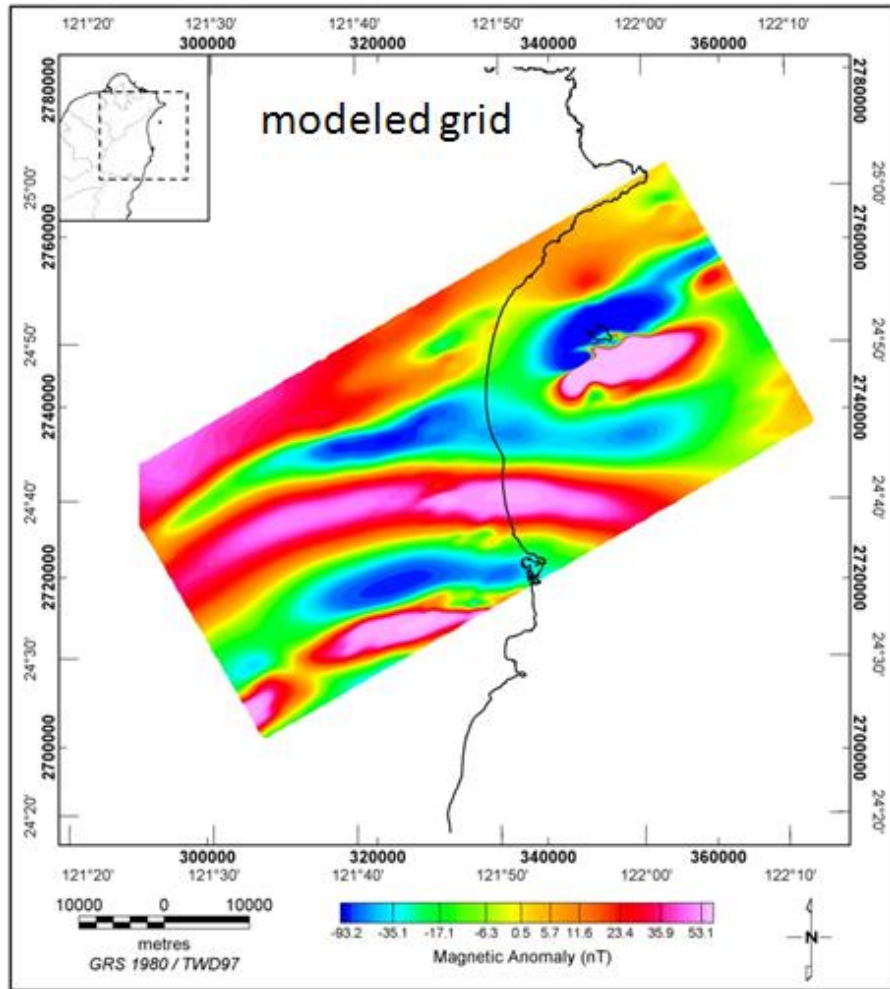 121°20' 121°30' 121°40' 121°50' 122°00' 122°10'
300000 320000 340000 360000
modeled grid
2780000 2780000
25°00' 25°00'
2760000 2760000
24°50' 24°50'
2740000 2740000
24°40' 24°40'
2720000 2720000
24°30' 24°30'
2700000 2700000
24°20' 24°20'
300000 320000 340000 360000
121°20' 121°30' 121°40' 121°50' 122°00' 122°10'
10000 0 10000
metres
GRS 1980 / TWD97
-93.2 -35.1 -17.1 -6.3 0.5 5.7 11.6 23.4 35.9 53.1
Magnetic Anomaly (nT)
N